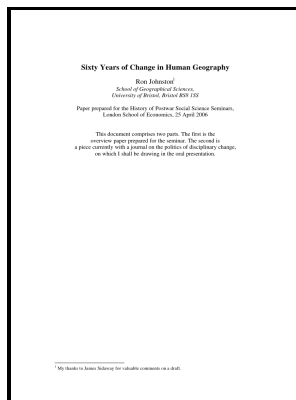 Sixty Years of Change in Human Geography
Ron Johnston¹
School of Geographical Sciences,
University of Bristol, Bristol BS8 1SS
Paper prepared for the History of Postwar Social Science Seminars,
London School of Economics, 25 April 2006
This document comprises two parts. The first is the
overview paper prepared for the seminar. The second is
a piece currently with a journal on the politics of disciplinary change,
on which I shall be drawing in the oral presentation.
¹ My thanks to James Sidaway for valuable comments on a draft.